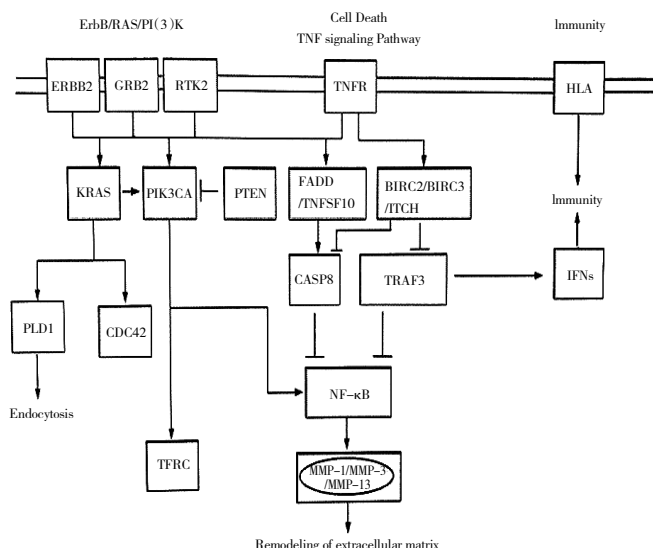 ErbB/RAS/PI(3)K
Cell Death
TNF signaling Pathway
lmmunity
ERBB2
GRB2
RTK2
TNFR
HLA
KRAS
PIK3CA
PTEN
FADD
/TNFSF10
BIRC2/BIRC3
/ITCH
lmmunity
CASP8
TRAF3
IFNs
PLD1
CDC42
NF-κB
Endocytosis
TFRC
MMP-1/MMP-3
/MMP-13
Remodeling of extracellular matrix